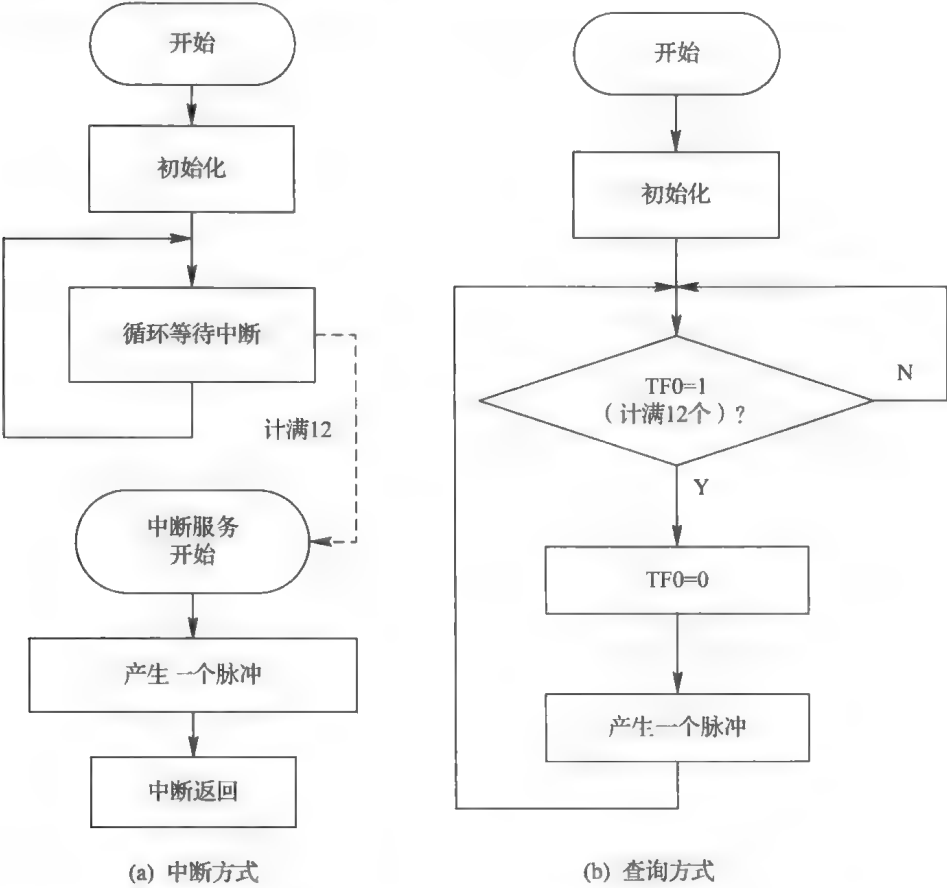 开始
初始化
循环等待中断
计满12
中断服务
开始
产生一个脉冲
中断返回
(a) 中断方式
开始
初始化
TF0=1
（计满12个）?
N
Y
TF0=0
产生一个脉冲
(b) 查询方式